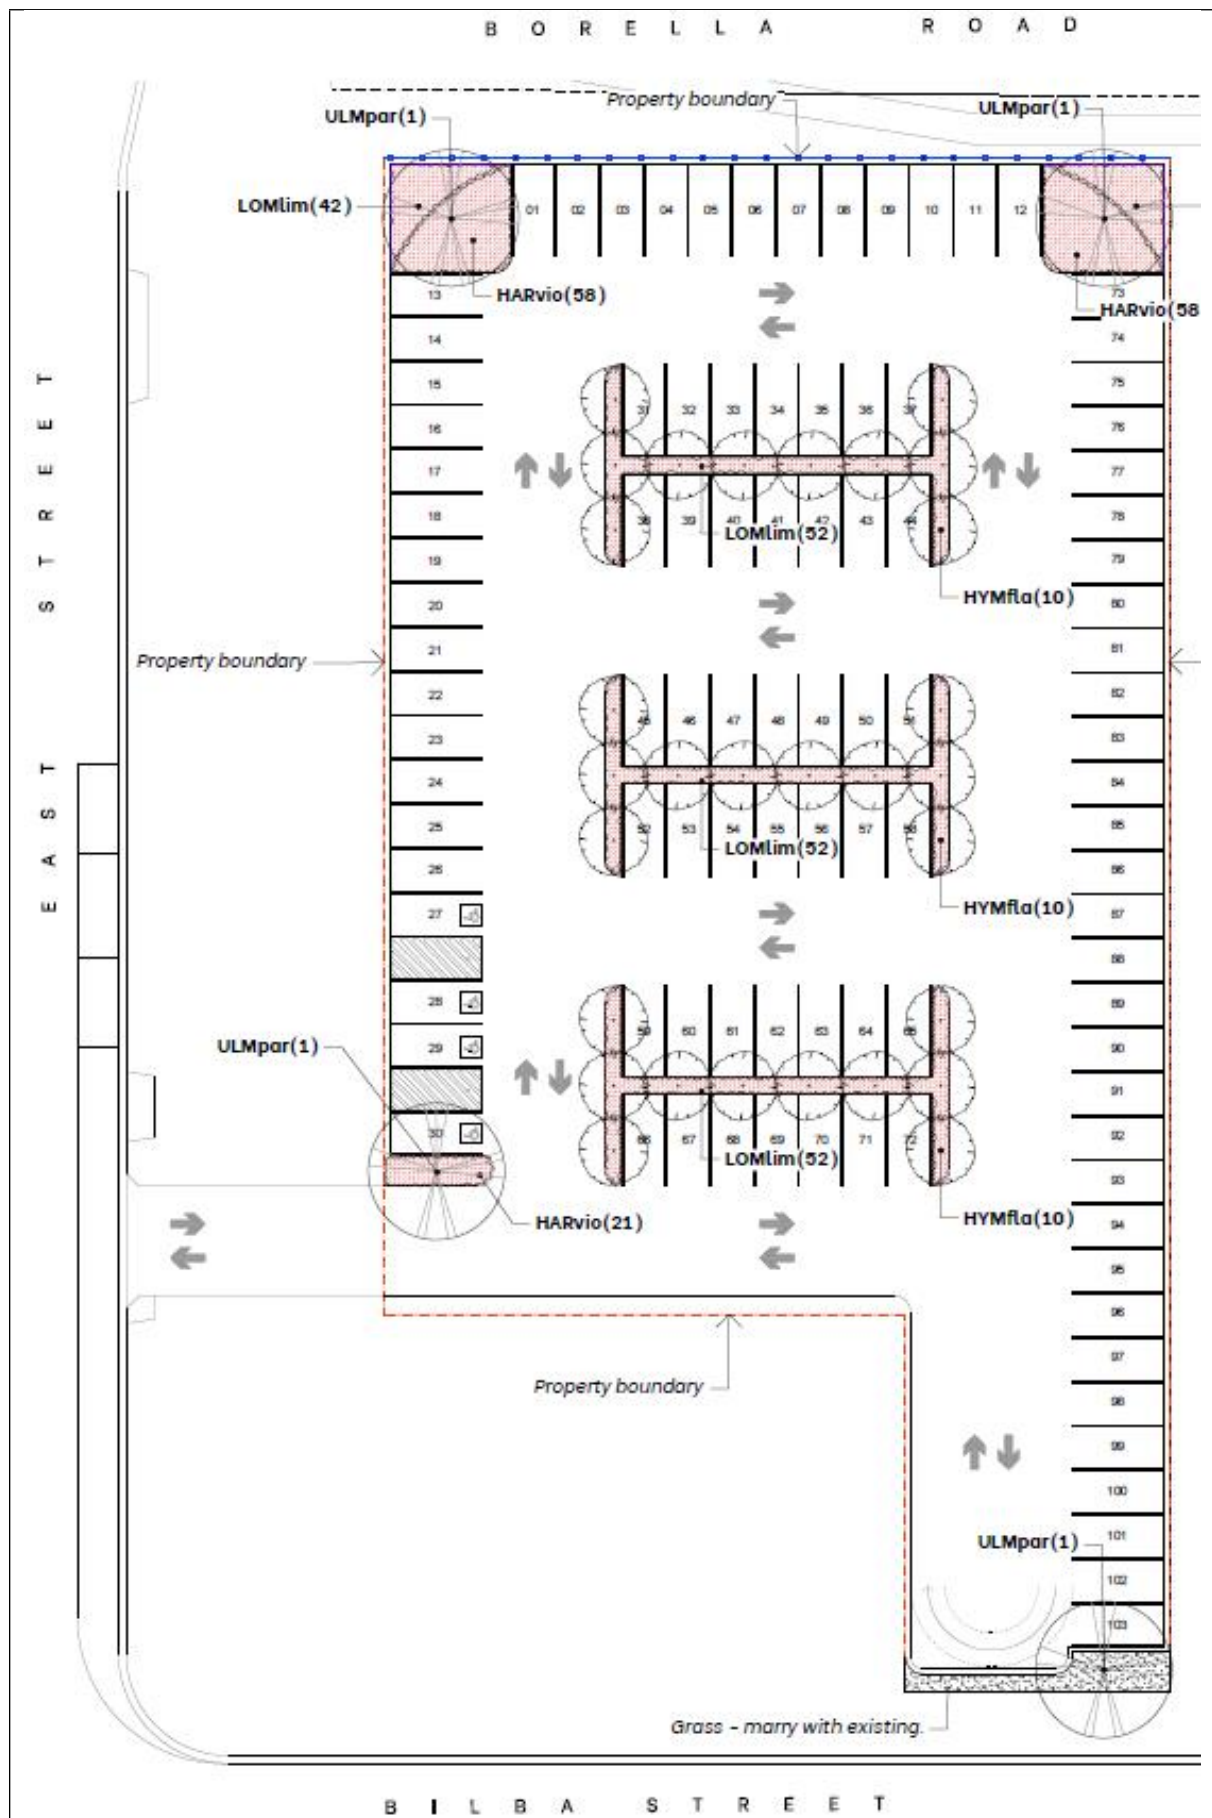 BORELLA ROAD
Property boundary
ULMpar(1)
ULMpar(1)
LOMlim(42)
01 02 03 04 05 06 07 08 09 10 11 12
HARvio(58)
HARvio(58
13
14
15
16
17
18
19
20
21
22
23
24
25
26
27
28
29
30
73
74
75
76
77
78
79
80
81
82
83
84
85
86
87
88
89
90
91
92
93
94
95
96
97
98
99
100
101
102
103
31 32 33 34 35 36 37
38 39 40 41 42 43 44
LOMlim(52)
HYMfla(10)
EAST STREET
Property boundary
45 46 47 48 49 50 51
52 53 54 55 56 57 58
LOMlim(52)
HYMfla(10)
59 60 61 62 63 64 65
66 67 68 69 70 71 72
LOMlim(52)
HYMfla(10)
ULMpar(1)
HARvio(21)
Property boundary
ULMpar(1)
Grass - marry with existing.
BILBA STREET